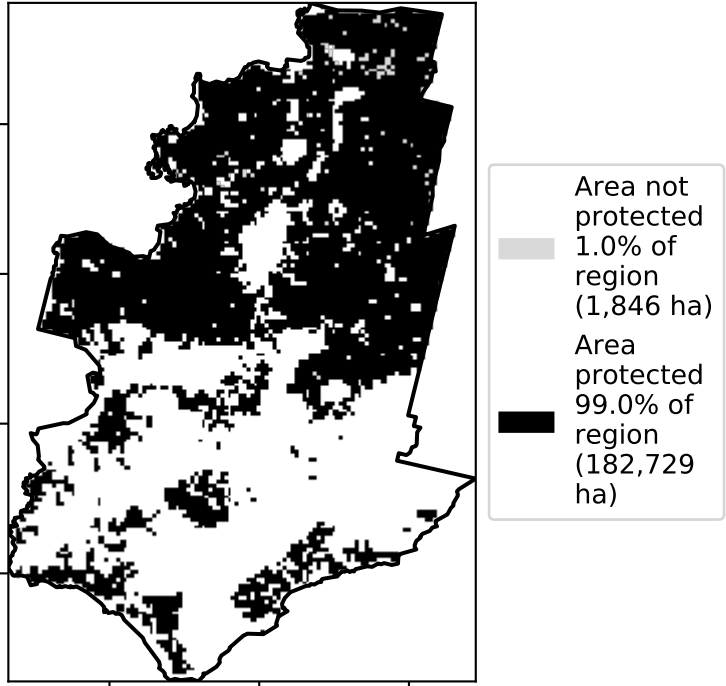 Area not
protected
1.0% of
region
(1,846 ha)
Area
protected
99.0% of
region
(182,729
ha)